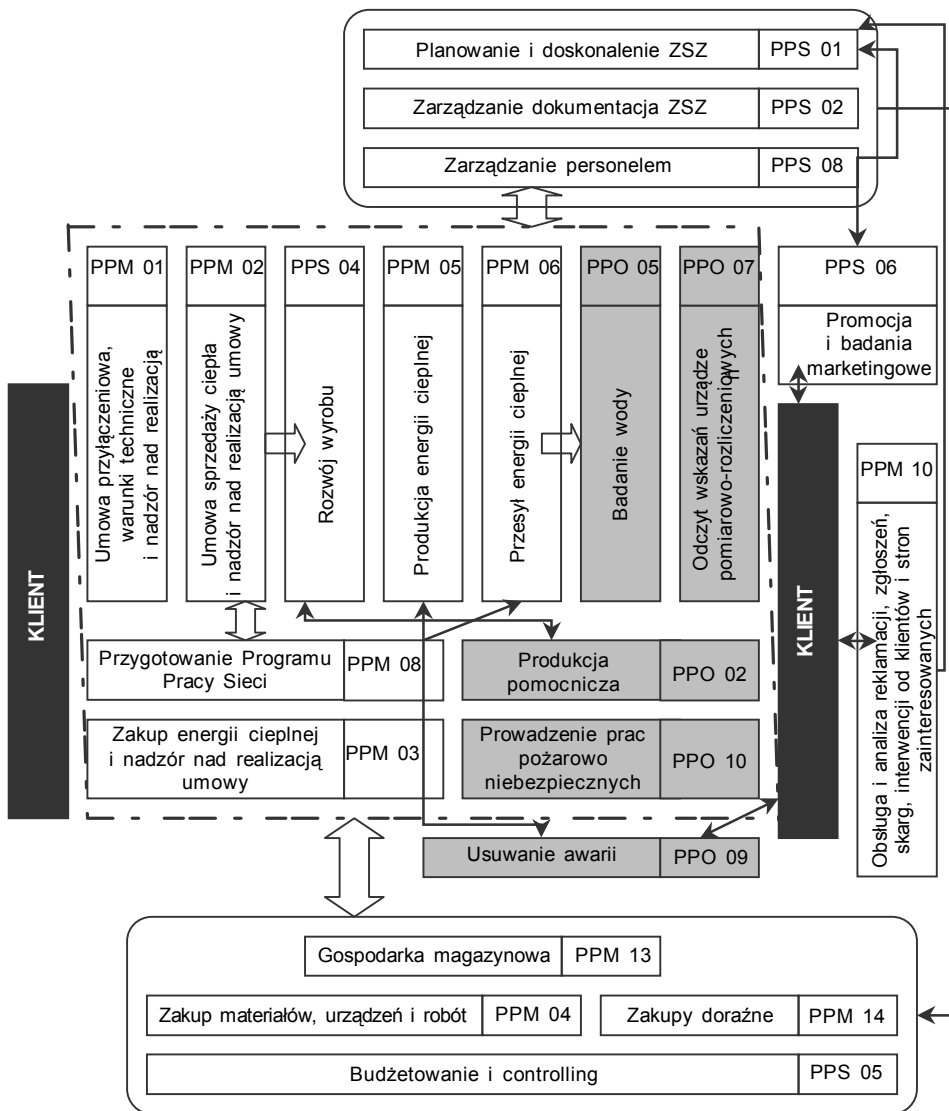 Planowanie i doskonalenie ZSZ
PPS 01
Zarządzanie dokumentacja ZSZ
PPS 02
Zarządzanie personelem
PPS 08
PPM 01
Umowa przyłączeniowa,
warunki techniczne
i nadzór nad realizacją
PPM 02
Umowa sprzedaży ciepła
i nadzór nad realizacją umowy
PPS 04
Rozwój wyrobu
PPM 05
Produkcja energii cieplnej
PPM 06
Przesył energii cieplnej
PPO 05
Badanie wody
PPO 07
Odczyt wskazań urządze
ń
pomiarowo-rozliczeniowych
PPS 06
Promocja
i badania
marketingowe
KLIENT
KLIENT
PPM 10
Obsługa i analiza reklamacji, zgłoszeń,
skarg, interwencji od klientów i stron
zainteresowanych
Przygotowanie Programu
Pracy Sieci
PPM 08
Produkcja
pomocnicza
PPO 02
Zakup energii cieplnej
i nadzór nad realizacją
umowy
PPM 03
Prowadzenie prac
pożarowo
niebezpiecznych
PPO 10
Usuwanie awarii
PPO 09
Gospodarka magazynowa
PPM 13
Zakup materiałów, urządzeń i robót
PPM 04
Zakupy doraźne
PPM 14
Budżetowanie i controlling
PPS 05